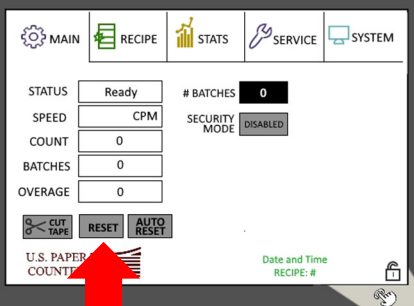 MAIN
RECIPE
STATS
SERVICE
SYSTEM
STATUS Ready
# BATCHES 0
SPEED CPM
SECURITY
MODE DISABLED
COUNT 0
BATCHES 0
OVERAGE 0
CUT
TAPE
RESET
AUTO
RESET
U.S. PAPER
COUNT
Date and Time
RECIPE: #